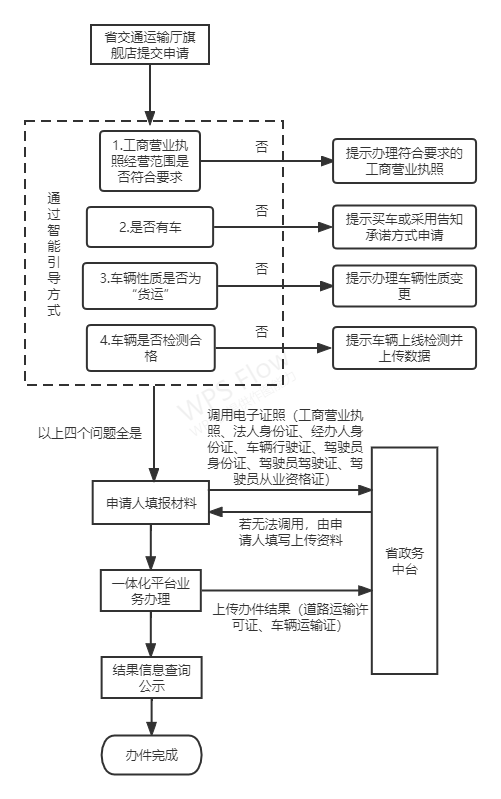 省交通运输厅旗
舰店提交申请
通过智能引导方式
1.工商营业执
照经营范围是
否符合要求
否
提示办理符合要求的
工商营业执照
2.是否有车
否
提示买车或采用告知
承诺方式申请
3.车辆性质是否为
“货运”
否
提示办理车辆性质变
更
4.车辆是否检测合
格
否
提示车辆上线检测并
上传数据
WPS Flow
以上四个问题全是
调用电子证照（工商营业执
照、法人身份证、经办人身
份证、车辆行驶证、驾驶员
身份证、驾驶员驾驶证、驾
驶员从业资格证）
申请人填报材料
若无法调用，由申
请人填写上传资料
省政务
中台
一体化平台业
务办理
上传办件结果（道路运输许
可证、车辆运输证）
结果信息查询
公示
办件完成